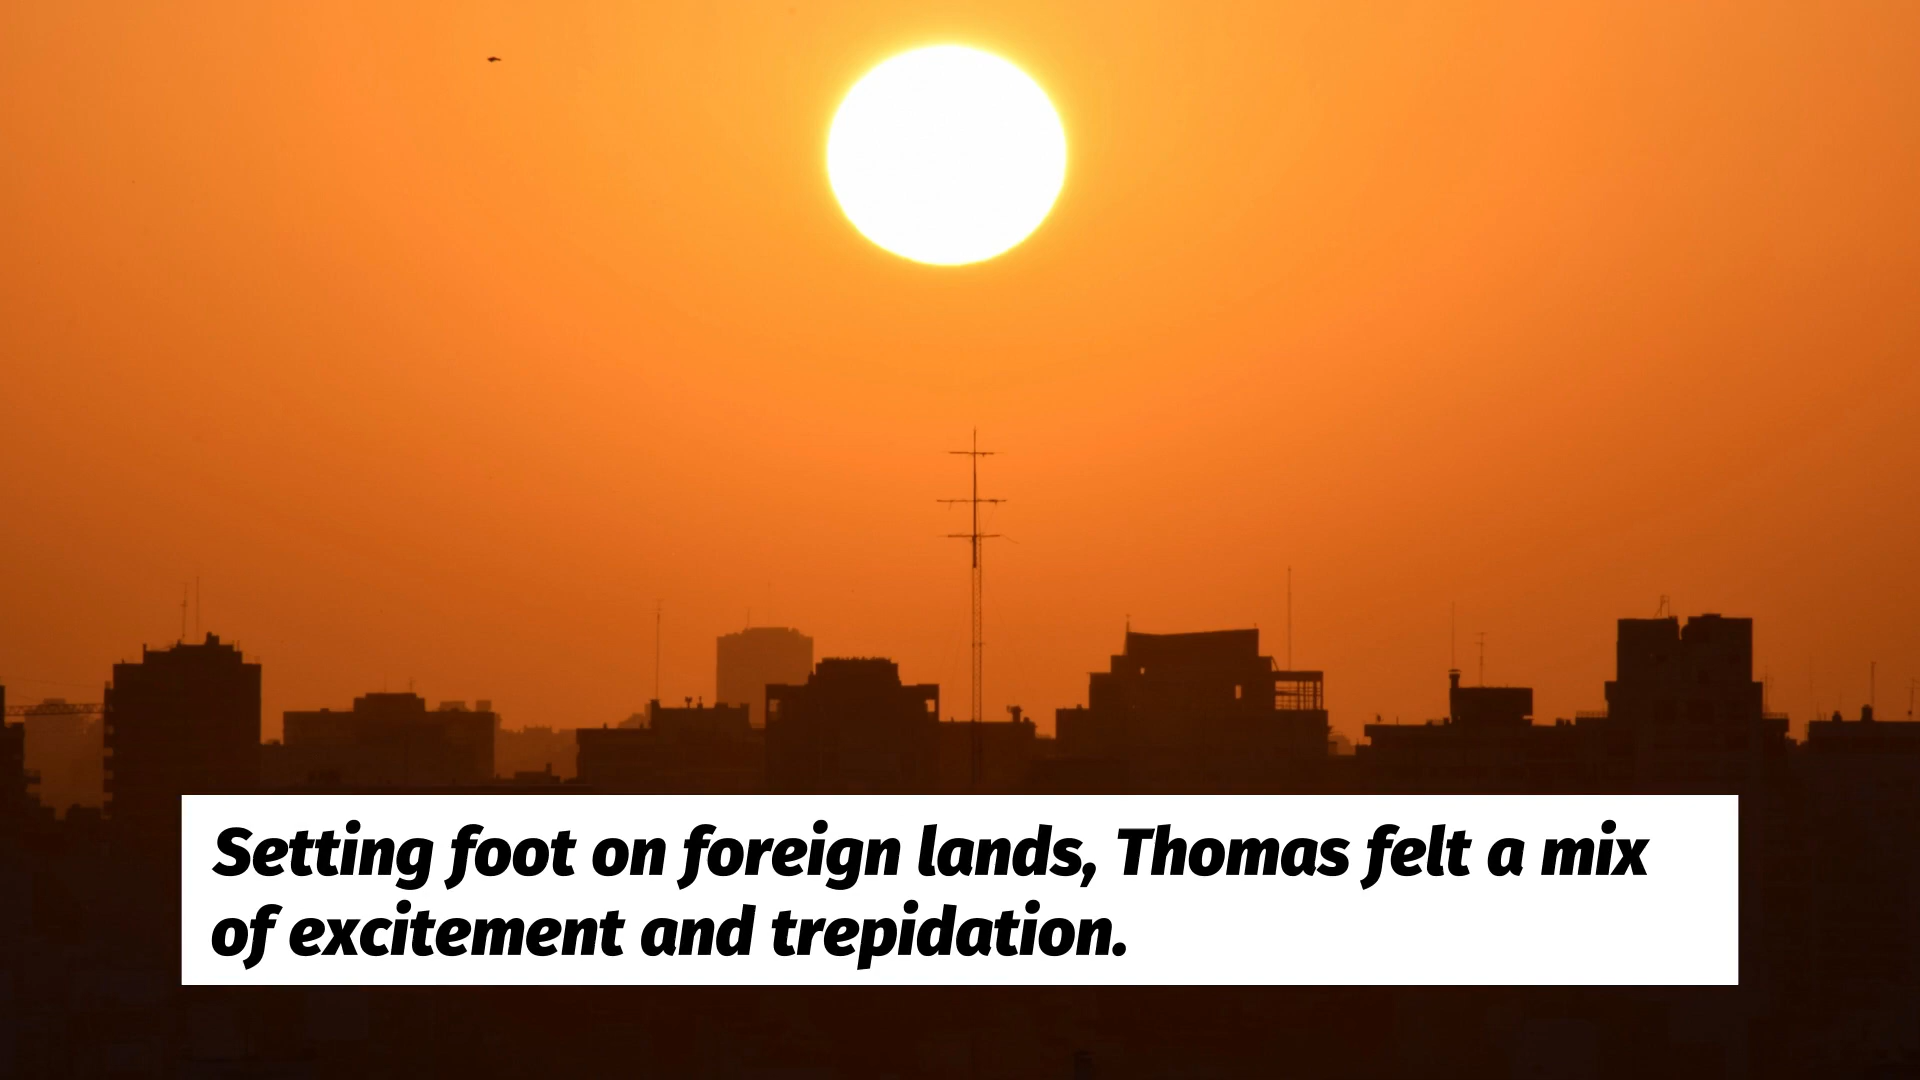 Setting foot on foreign lands, Thomas felt a mix
of excitement and trepidation.